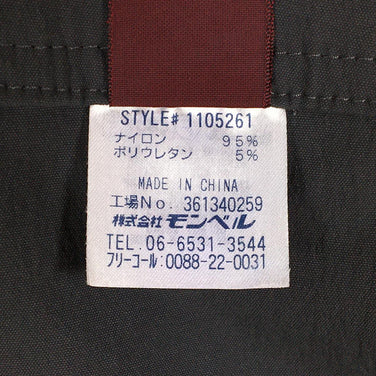 STYLE# 1105261
ナイロン 95%
ポリウレタン 5%
MADE IN CHINA
工場No. 361340259
株式会社 モンベル
TEL. 06-6531-3544
フリーコール: 0088-22-0031